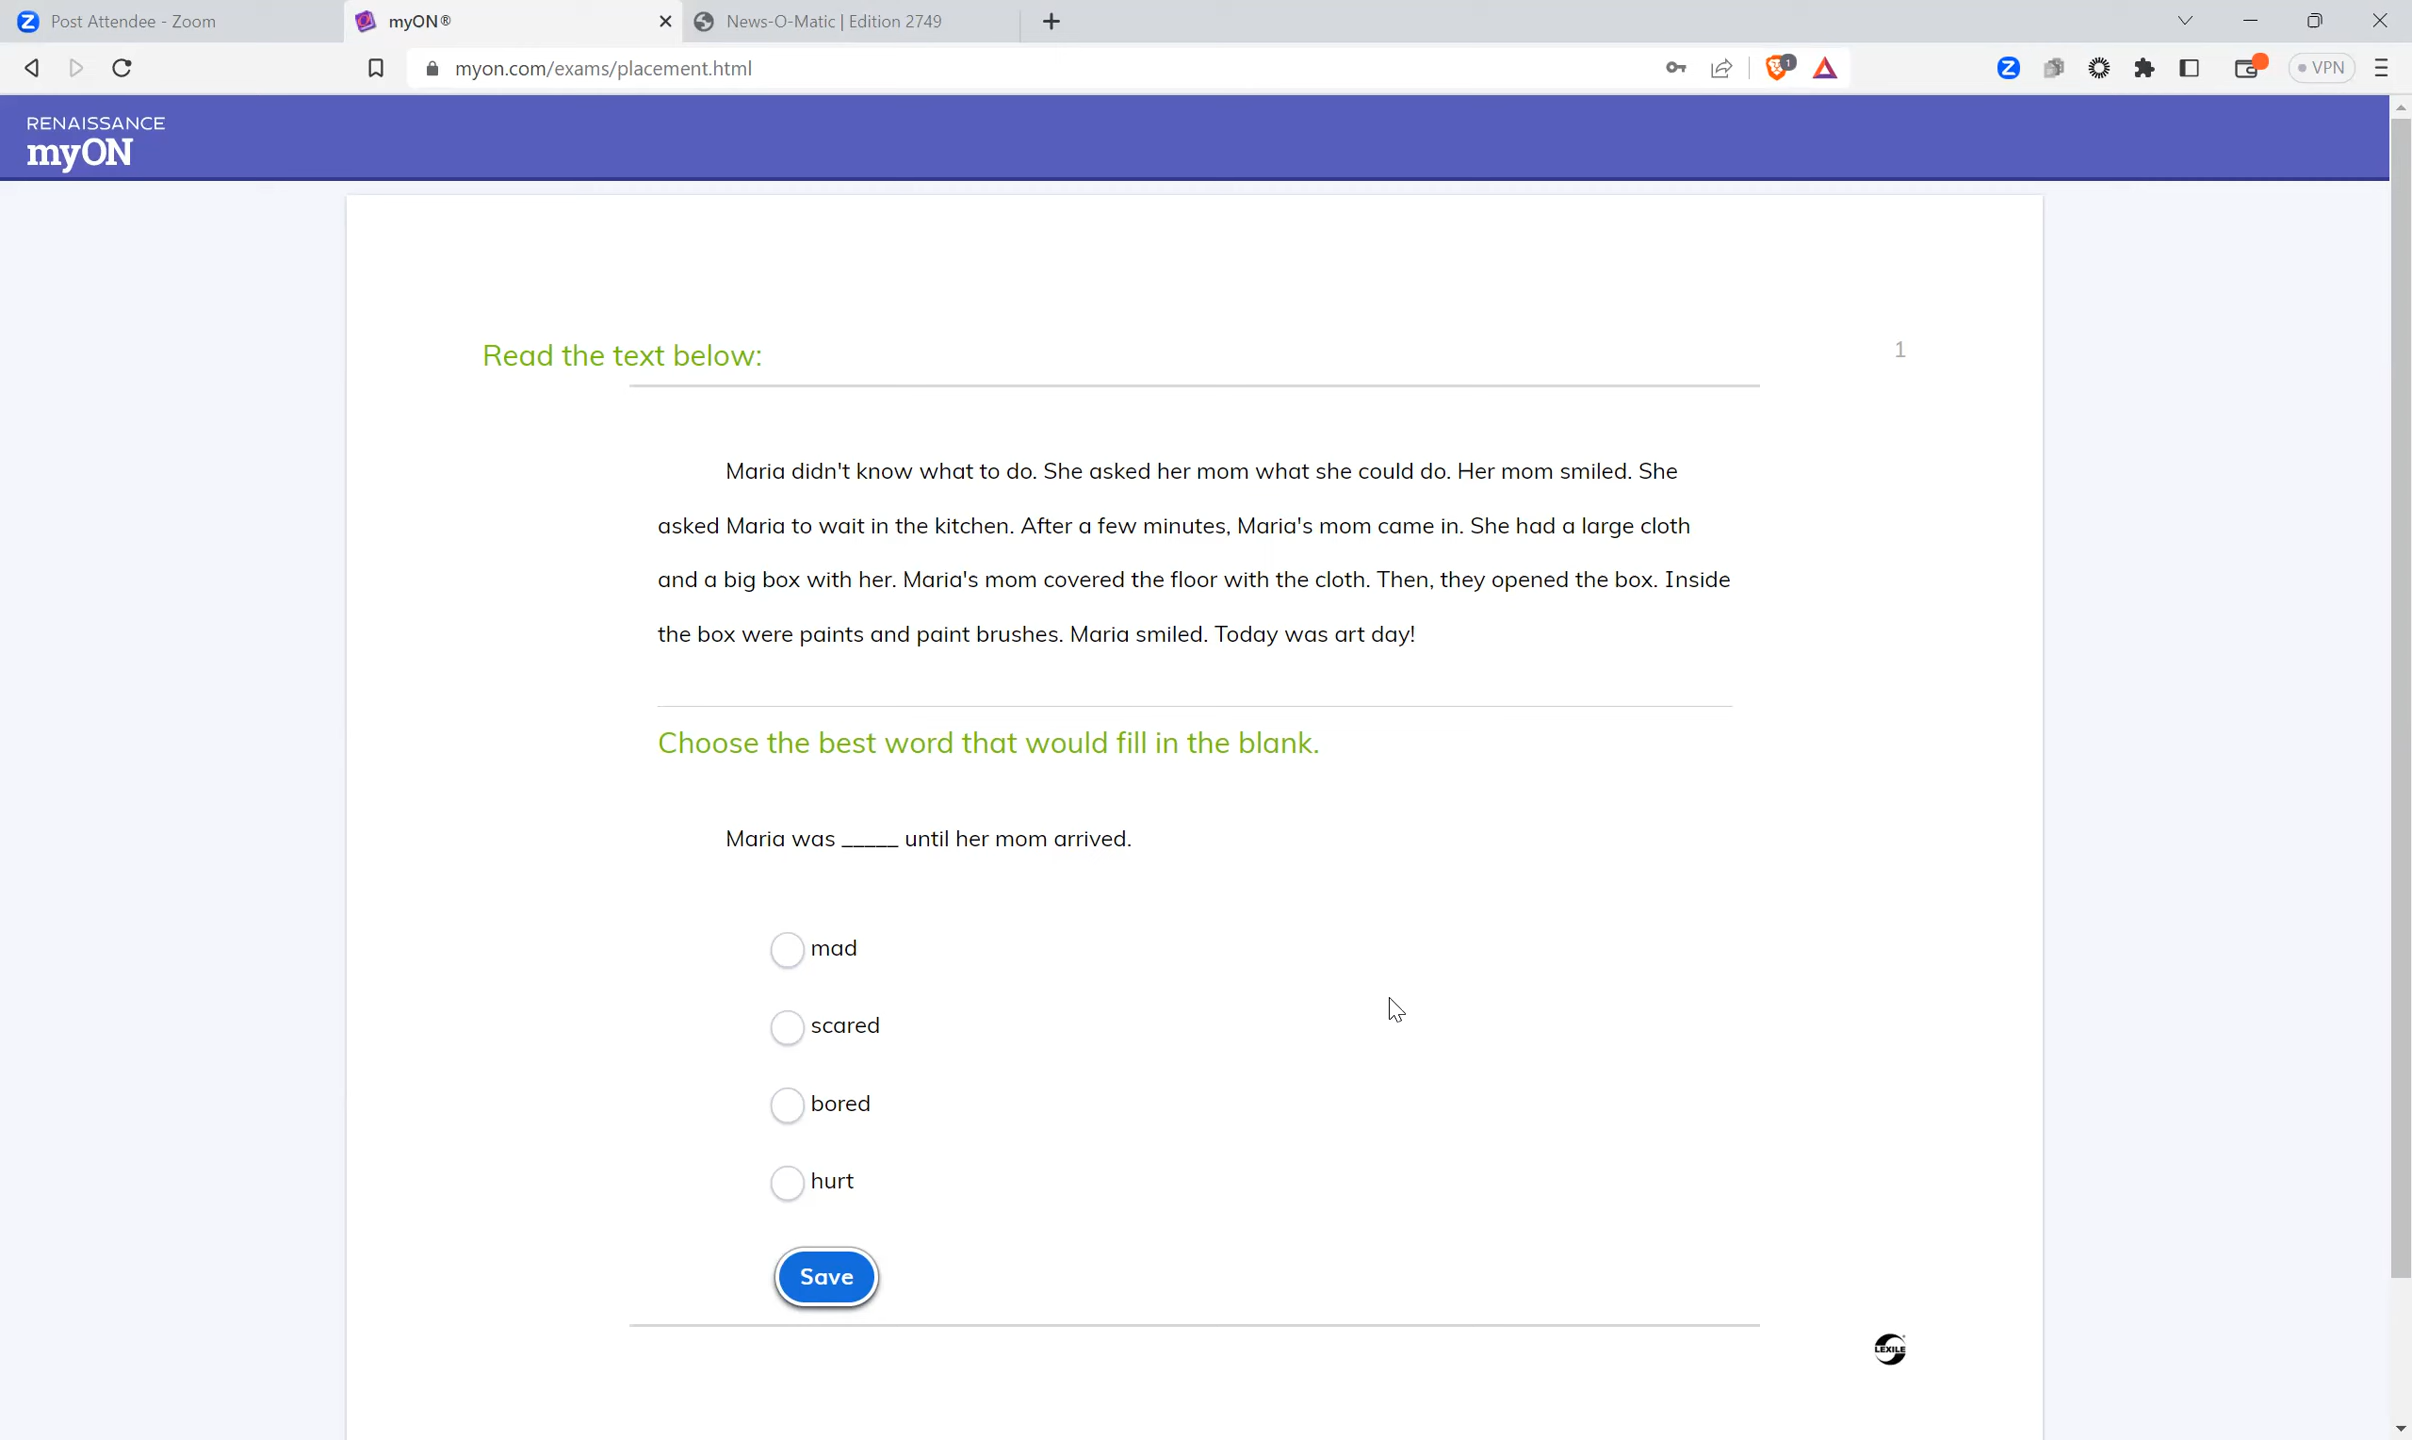 Post Attendee - Zoom
myON®
News-O-Matic | Edition 2749
myon.com/exams/placement.html
1
VPN
RENAISSANCE
myON
Read the text below:
1
Maria didn't know what to do. She asked her mom what she could do. Her mom smiled. She
asked Maria to wait in the kitchen. After a few minutes, Maria's mom came in. She had a large cloth
and a big box with her. Maria's mom covered the floor with the cloth. Then, they opened the box. Inside
the box were paints and paint brushes. Maria smiled. Today was art day!
Choose the best word that would fill in the blank.
Maria was _____ until her mom arrived.
mad
scared
bored
hurt
Save
LEXILE